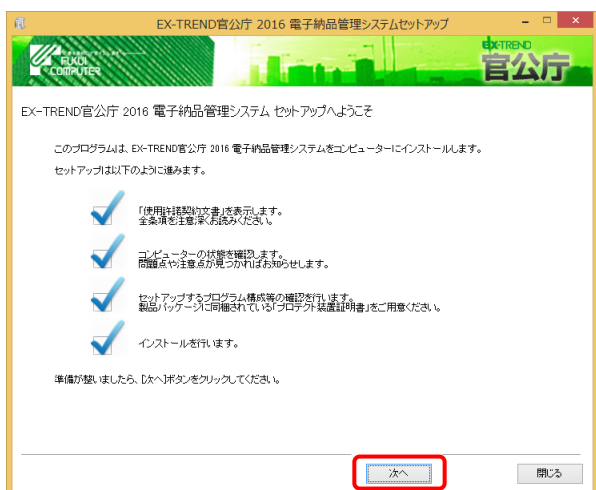 EX-TREND官公庁 2016 電子納品管理システムセットアップ
FUKUI
COMPUTER
EX-TREND
官公庁
EX-TREND官公庁 2016 電子納品管理システム セットアップへようこそ
このプログラムは、EX-TREND官公庁 2016 電子納品管理システムをコンピューターにインストールします。
セットアップは以下のように進みます。
「使用許諾契約文書」を表示します。
全条項を注意深くお読みください。
コンピューターの状態を確認します。
問題点や注意点が見つかればお知らせします。
セットアップするプログラム構成等の確認を行います。
製品パッケージに同梱されている「プロテクト装置証明書」をご用意ください。
インストールを行います。
準備が整いましたら、[次へ]ボタンをクリックしてください。
次へ
閉じる